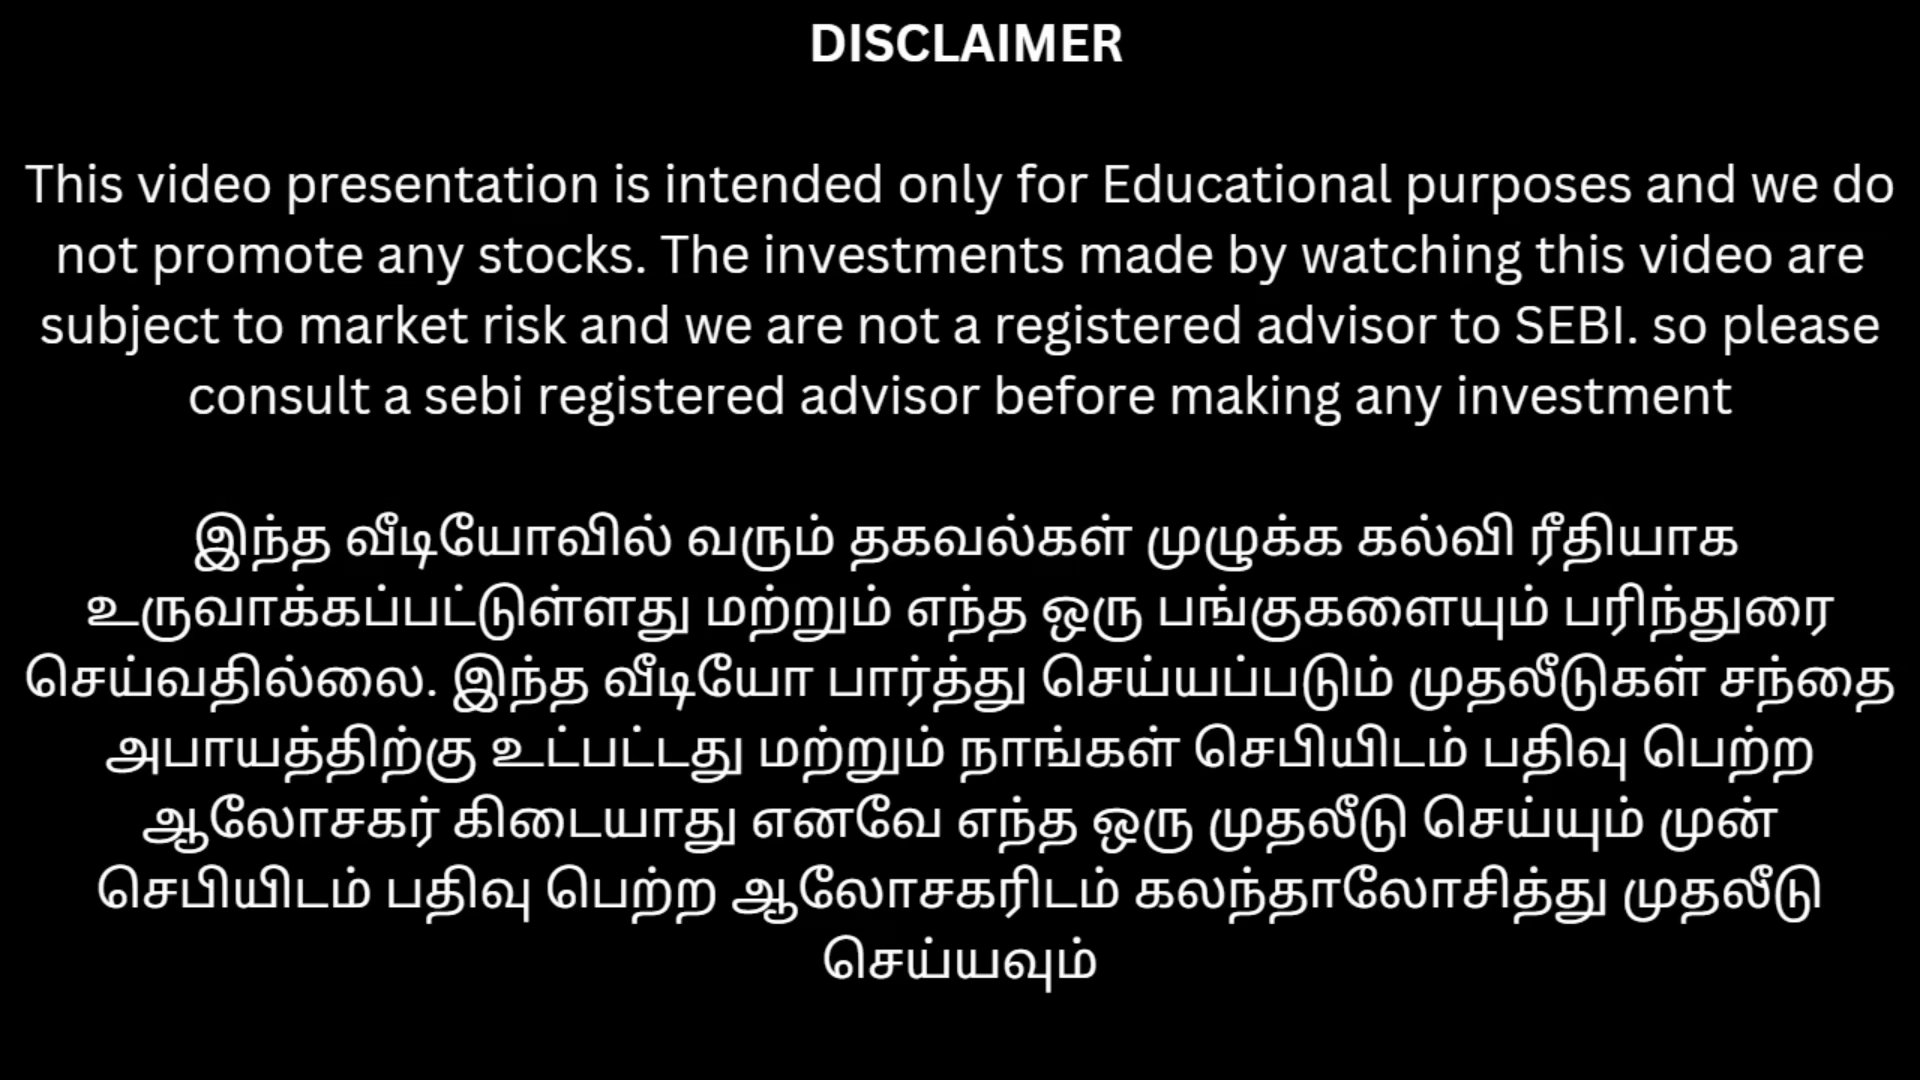 DISCLAIMER
This video presentation is intended only for Educational purposes and we do
not promote any stocks. The investments made by watching this video are
subject to market risk and we are not a registered advisor to SEBI. so please
consult a sebi registered advisor before making any investment
இந்த வீடியோவில் வரும் தகவல்கள் முழுக்க கல்வி ரீதியாக
உருவாக்கப்பட்டுள்ளது மற்றும் எந்த ஒரு பங்குகளையும் பரிந்துரை
செய்வதில்லை. இந்த வீடியோ பார்த்து செய்யப்படும் முதலீடுகள் சந்தை
அபாயத்திற்கு உட்பட்டது மற்றும் நாங்கள் செபியிடம் பதிவு பெற்ற
ஆலோசகர் கிடையாது எனவே எந்த ஒரு முதலீடு செய்யும் முன்
செபியிடம் பதிவு பெற்ற ஆலோசகரிடம் கலந்தாலோசித்து முதலீடு
செய்யவும்